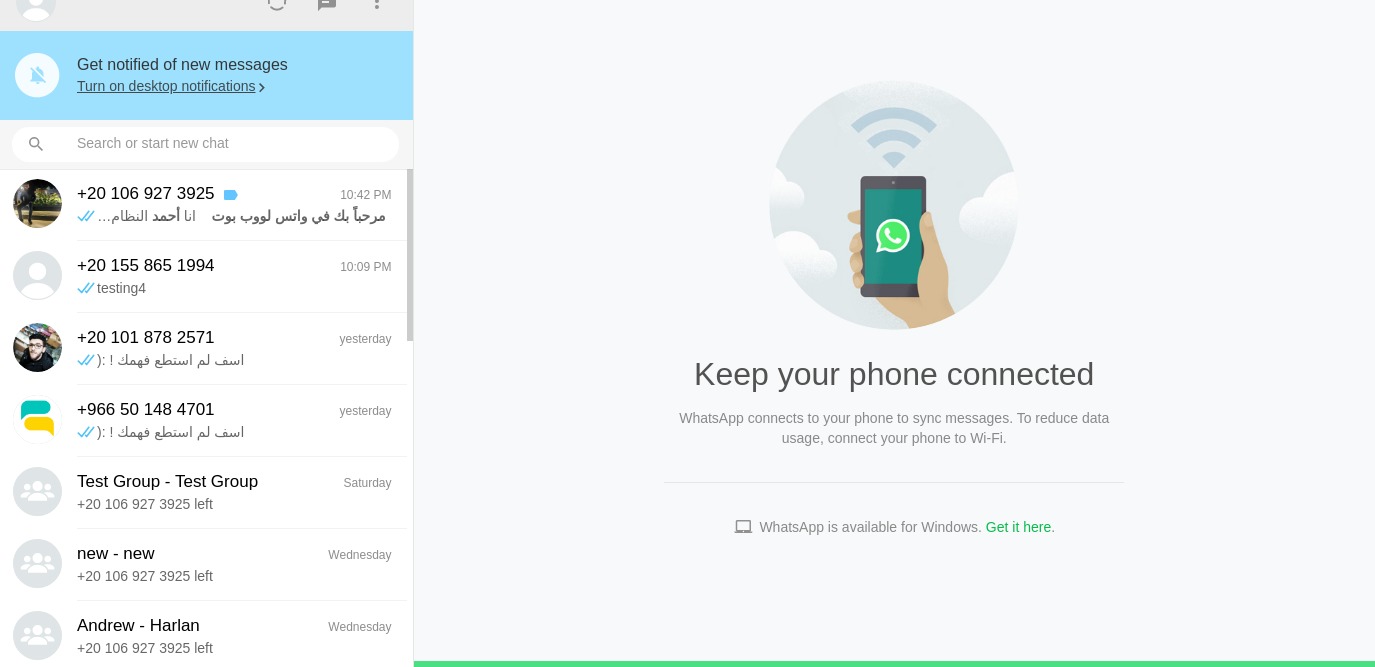 Get notified of new messages
Turn on desktop notifications
Search or start new chat
+20 106 927 3925
10:42 PM
مرحباً بك في واتس لووب بوت انا أحمد النظام...
+20 155 865 1994
10:09 PM
testing4
+20 101 878 2571
yesterday
اسف لم استطع فهمك ! :(
+966 50 148 4701
yesterday
اسف لم استطع فهمك ! :(
Test Group - Test Group
Saturday
+20 106 927 3925 left
new - new
Wednesday
+20 106 927 3925 left
Andrew - Harlan
Wednesday
+20 106 927 3925 left
Keep your phone connected
WhatsApp connects to your phone to sync messages. To reduce data
usage, connect your phone to Wi-Fi.
WhatsApp is available for Windows. Get it here.